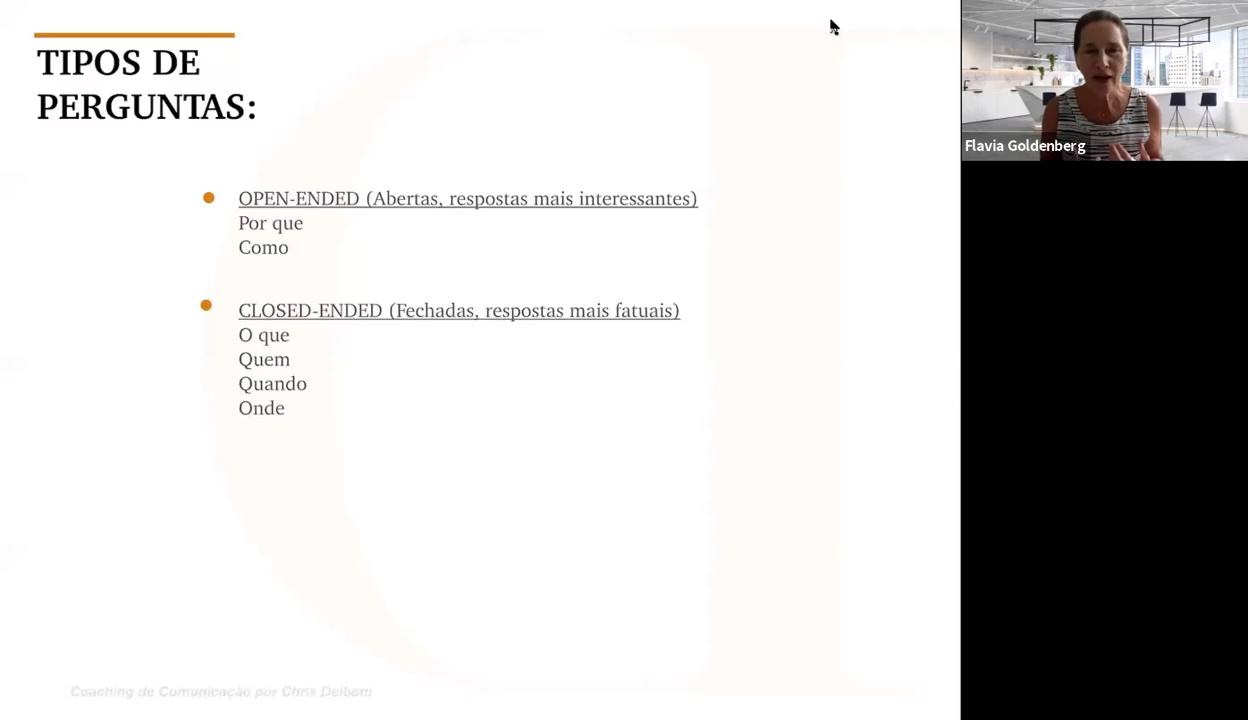 TIPOS DE
PERGUNTAS:
OPEN-ENDED (Abertas, respostas mais interessantes)
Por que
Como
CLOSED-ENDED (Fechadas, respostas mais fatuais)
O que
Quem
Quando
Onde
Coaching de Comunicação por Chris Delbom
Flavia Goldenberg